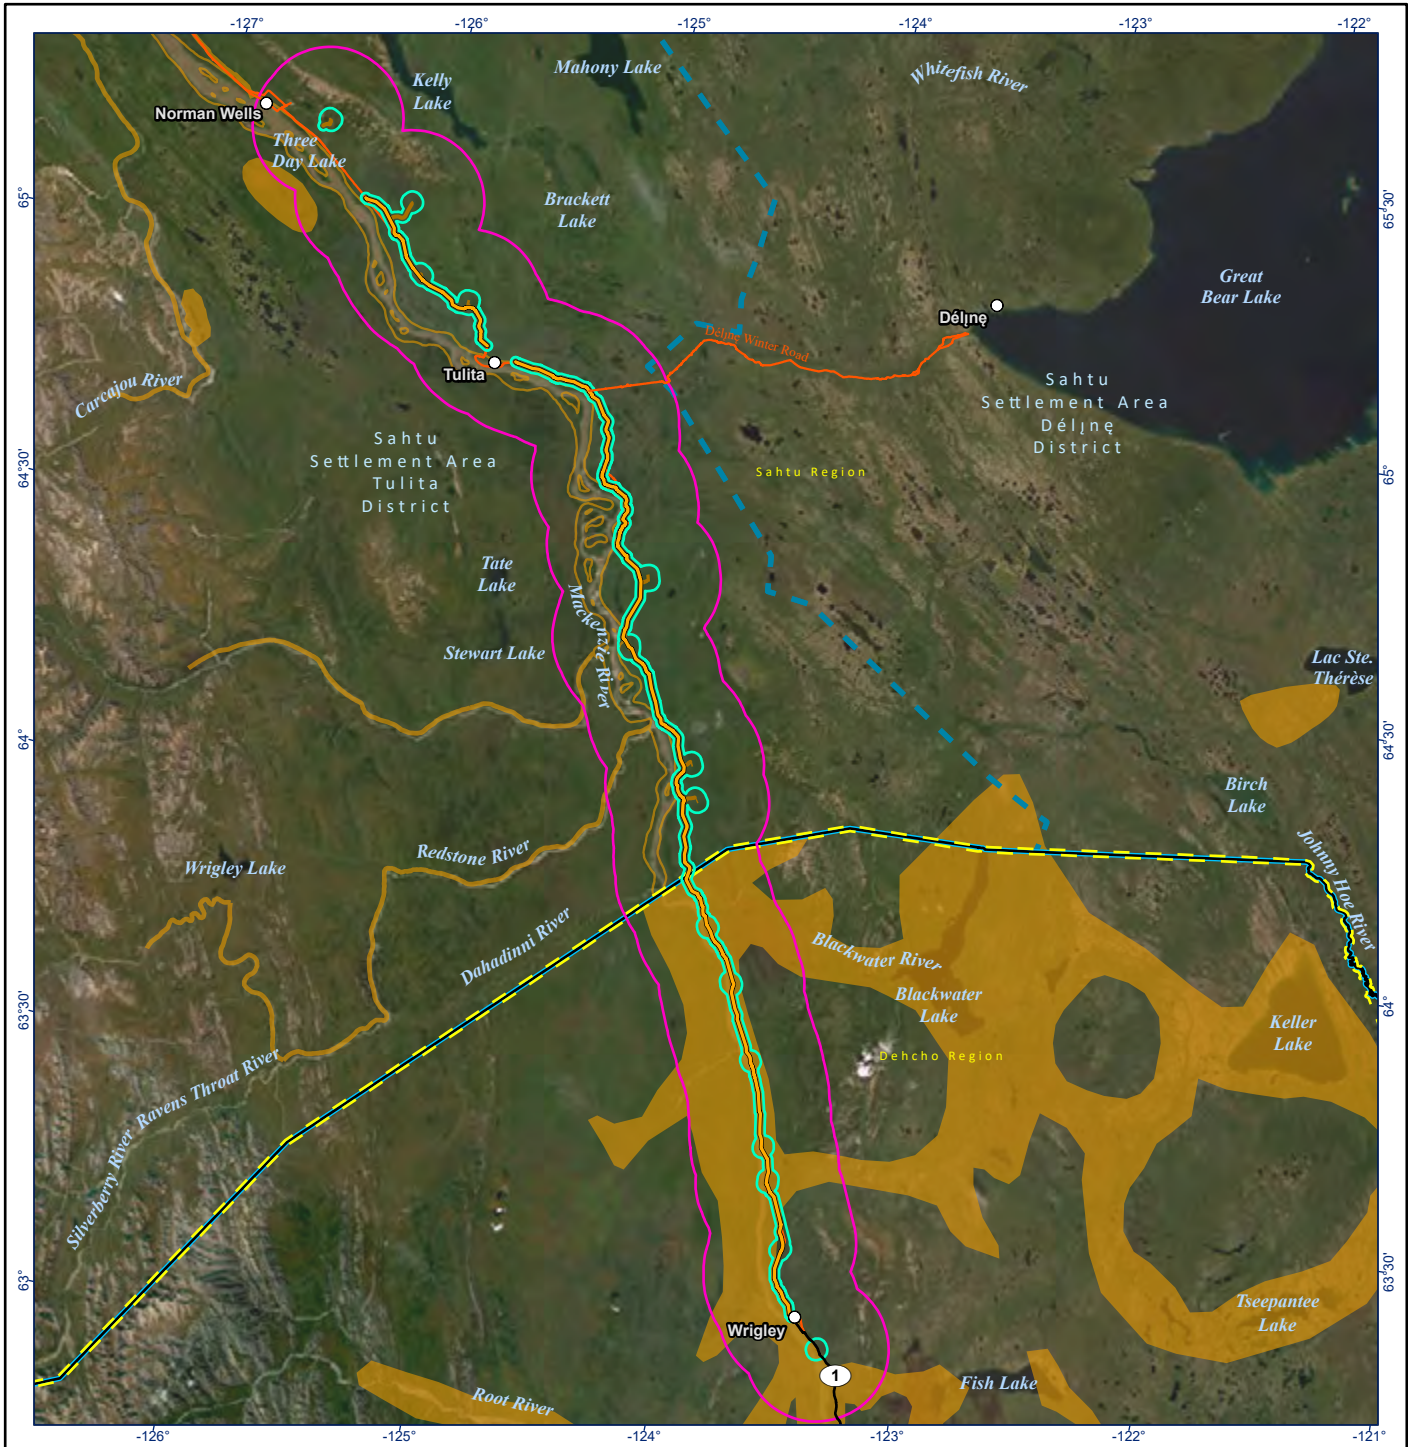 -127°
-126°
-125°
-124°
-123°
-122°
Mahony Lake
Whitefish River
Kelly
Lake
Norman Wells
Three
Day Lake
65°
65°30'
Brackett
Lake
Great
Bear Lake
Délı̨nę
Délı̨nę Winter Road
Tulita
Carcajou River
Sahtu
Settlement Area
Délı̨nę
District
Sahtu
Settlement Area
Tulita
District
64°30'
Sahtu Region
65°
Tate
Lake
Mackenzie River
Stewart Lake
Lac Ste.
Thérèse
64°
64°30'
Birch
Lake
Johnny Hoe River
Redstone River
Wrigley Lake
Dahadinni River
Blackwater River
Blackwater
Lake
63°30'
64°
Keller
Lake
Dehcho Region
Ravens Throat River
Silverberry River
63°
63°30'
Tseepantee
Lake
Wrigley
1
Fish Lake
Root River
-126°
-125°
-124°
-123°
-122°
-121°